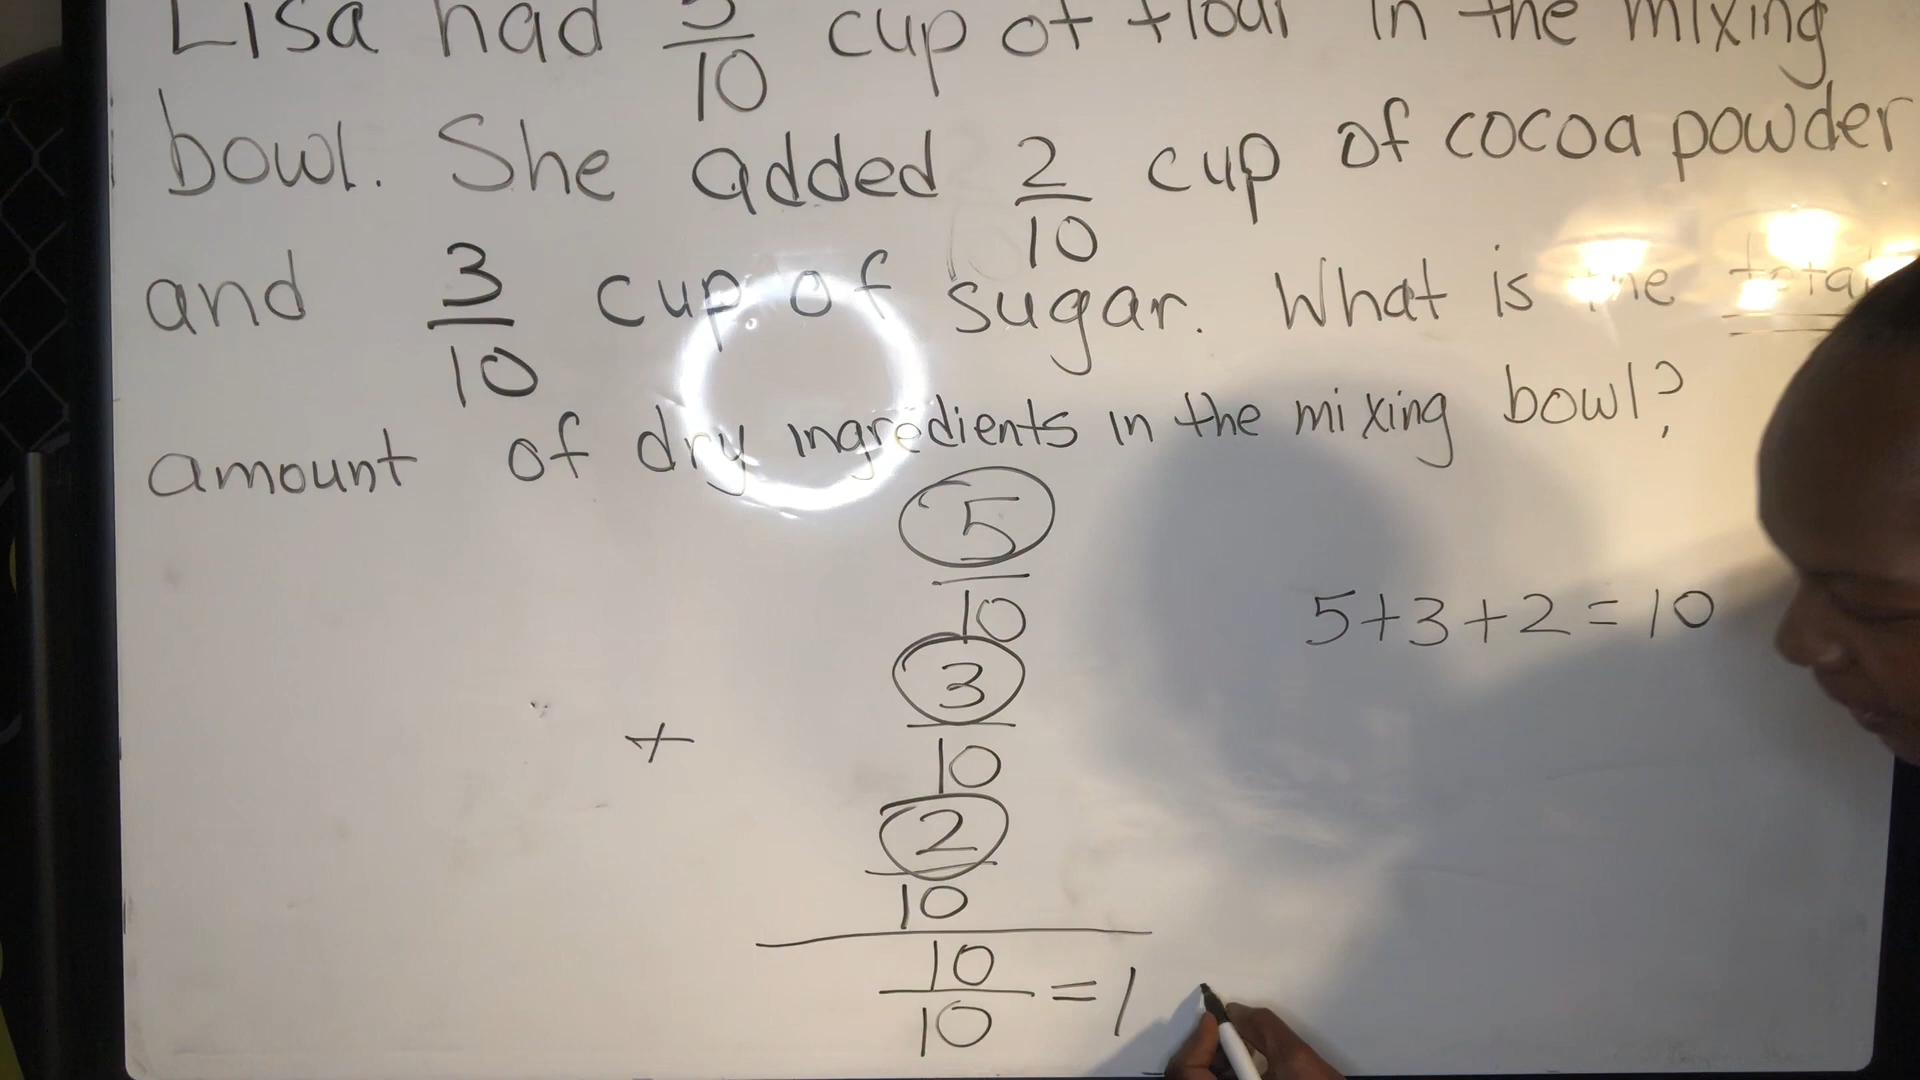 Lisa had 5/10 cup of flour in the mixing
bowl. She added 2/10 cup of cocoa powder
and 3/10 cup of sugar. What is the total
amount of dry ingredients in the mixing bowl?
5
10
5+3+2=10
3
+
10
2
10
10
10 = 1